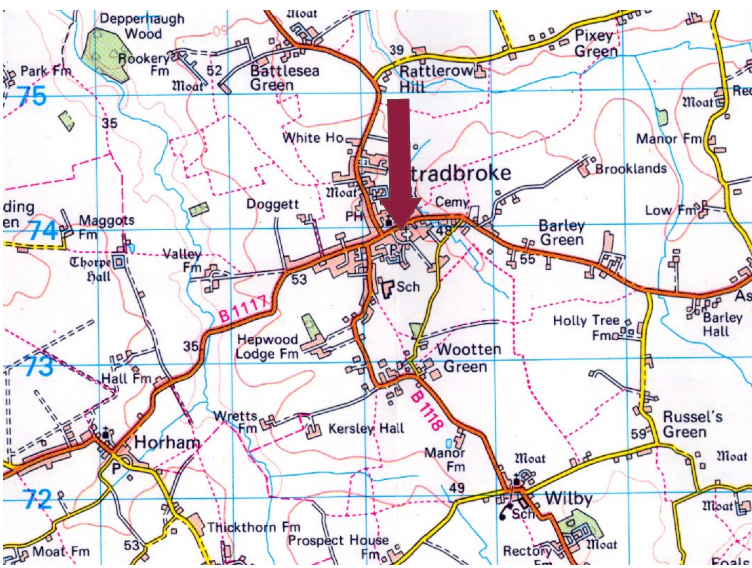 Depperhaugh
Wood
Moat
Pixey
Green
39
60
Rookery
Fm
Park Fm
52
Battlesea
Green
Rattlerow
Hill
Moat
75
Moat
35
White Ho
Manor Fm
tradbroke
Moat
Brooklands
Doggett
Cemy
PH
Low Fm
Maggots
Fm
74
48
Barley
Green
Valley
Fm
Thorpe
Hall
53
55
Sch
B 1117
Barley
Hall
Holly Tree
Fm
Hepwood
Lodge Fm
35
Wootten
Green
73
Hall Fm
B 1118
Wretts
Fm
Kersley Hall
Russel's
Green
59
Horham
Manor
Fm
Moat
Moat
P
49
72
Wilby
Sch
Thickthorn Fm
Moat
53
Moat Fm
Prospect House
Fm
Rectory
Fm
Moat